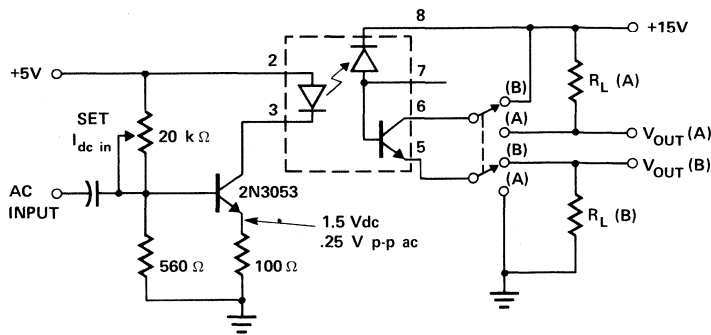 8
+15V
2
+5V
7
(B)
R_L (A)
3
6
SET
I_dc in
20 kΩ
(A)
V_OUT (A)
5
(B)
V_OUT (B)
AC
INPUT
2N3053
(A)
1.5 Vdc
.25 V p-p ac
R_L (B)
560 Ω
100 Ω